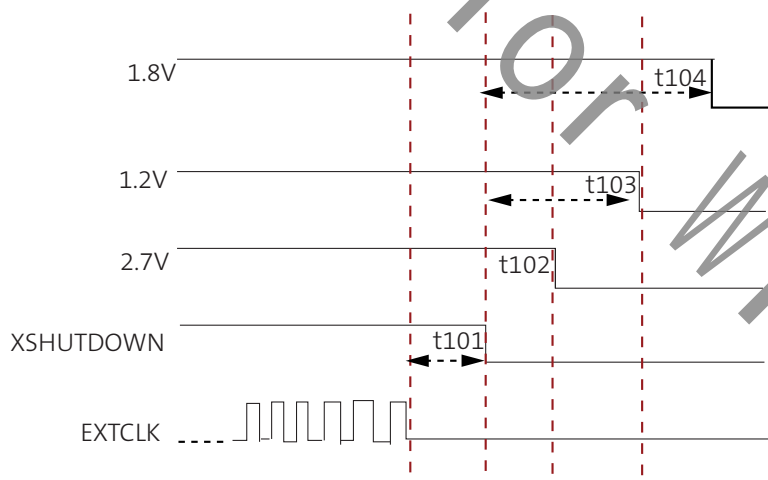 1.8V
t104
1.2V
t103
2.7V
t102
XSHUTDOWN
t101
EXTCLK